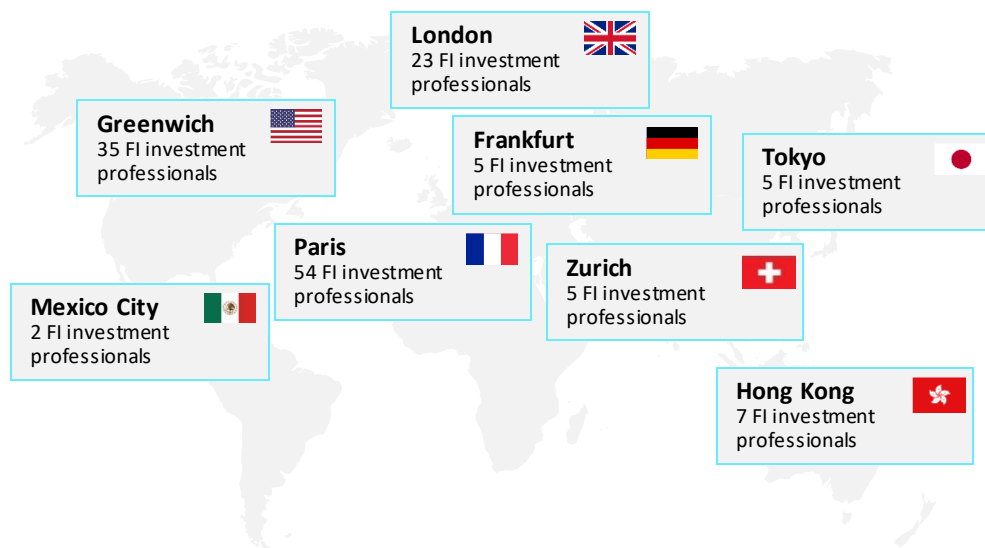 London
23 FI investment
professionals
Greenwich
35 FI investment
professionals
Frankfurt
5 FI investment
professionals
Tokyo
5 FI investment
professionals
Paris
54 FI investment
professionals
Zurich
5 FI investment
professionals
Mexico City
2 FI investment
professionals
Hong Kong
7 FI investment
professionals